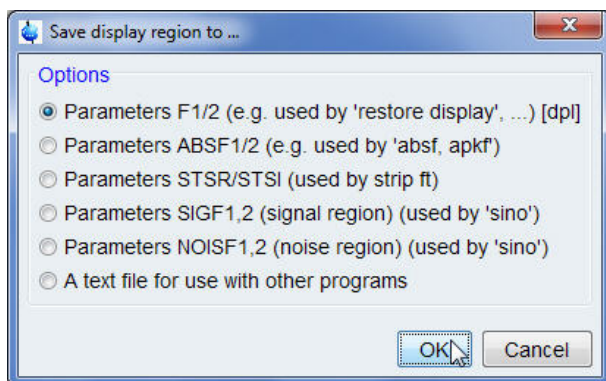 Save display region to ...
Options
Parameters F1/2 (e.g. used by 'restore display', ...) [dpl]
Parameters ABSF1/2 (e.g. used by 'absf, apkf')
Parameters STSR/STSI (used by strip ft)
Parameters SIGF1,2 (signal region) (used by 'sino')
Parameters NOISF1,2 (noise region) (used by 'sino')
A text file for use with other programs
OK Cancel